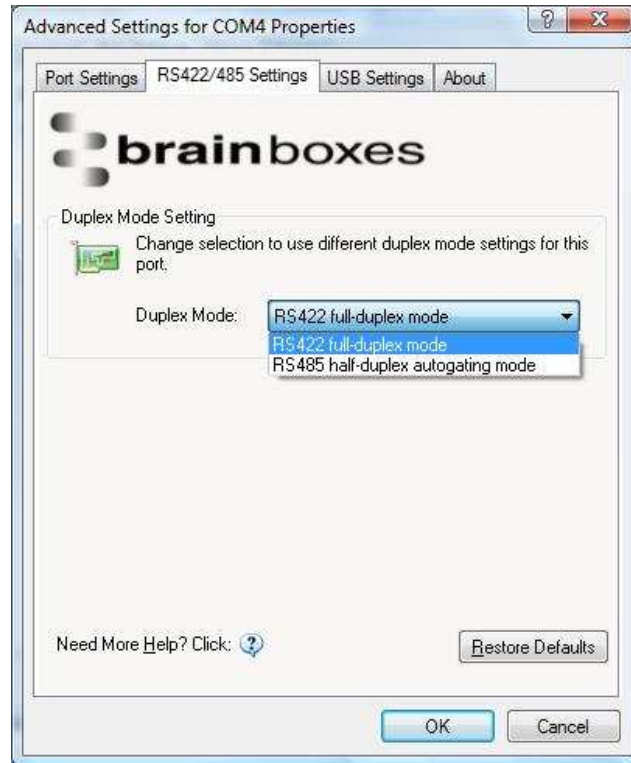 Advanced Settings for COM4 Properties
?
X
Port Settings
RS422/485 Settings
USB Settings
About
brainboxes
Duplex Mode Setting
Change selection to use different duplex mode settings for this
port.
Duplex Mode:
RS422 full-duplex mode
RS422 full-duplex mode
RS485 half-duplex autogating mode
Need More Help? Click: ?
Restore Defaults
OK
Cancel